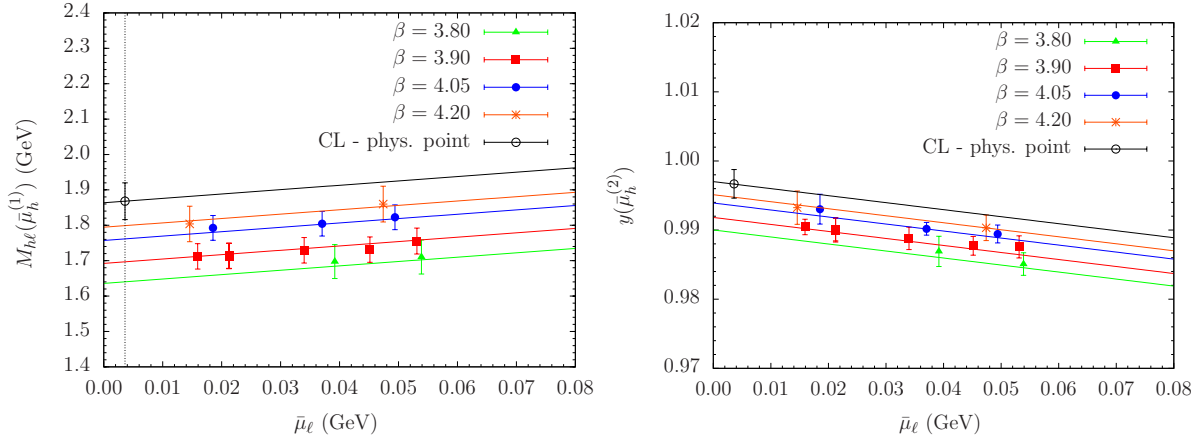 2.4
2.3
2.2
2.1
2.0
1.9
1.8
1.7
1.6
1.5
1.4
0.00 0.01 0.02 0.03 0.04 0.05 0.06 0.07 0.08
M_{hℓ}(μ̄_h^{(1)}) (GeV)
μ̄_ℓ (GeV)
β = 3.80
β = 3.90
β = 4.05
β = 4.20
CL - phys. point
1.02
1.01
1.00
0.99
0.98
0.97
0.00 0.01 0.02 0.03 0.04 0.05 0.06 0.07 0.08
y(μ̄_h^{(2)})
μ̄_ℓ (GeV)
β = 3.80
β = 3.90
β = 4.05
β = 4.20
CL - phys. point